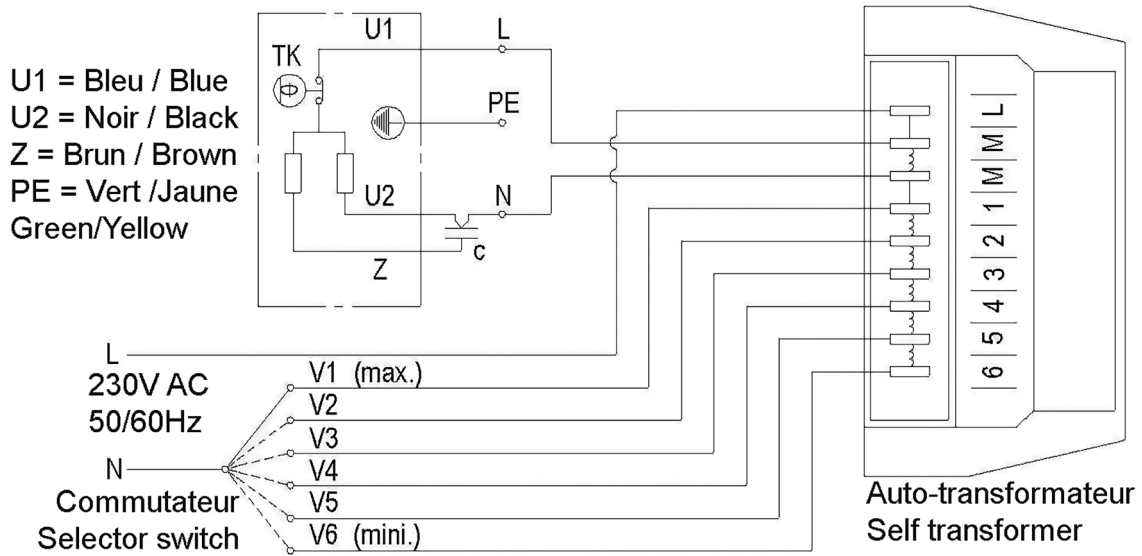 U1 = Bleu / Blue
U2 = Noir / Black
Z = Brun / Brown
PE = Vert /Jaune
Green/Yellow
TK
U1
L
PE
U2
N
Z
c
L
230V AC
50/60Hz
N
Commutateur
Selector switch
V1 (max.)
V2
V3
V4
V5
V6 (mini.)
L
M
M
1
2
3
4
5
6
Auto-transformateur
Self transformer